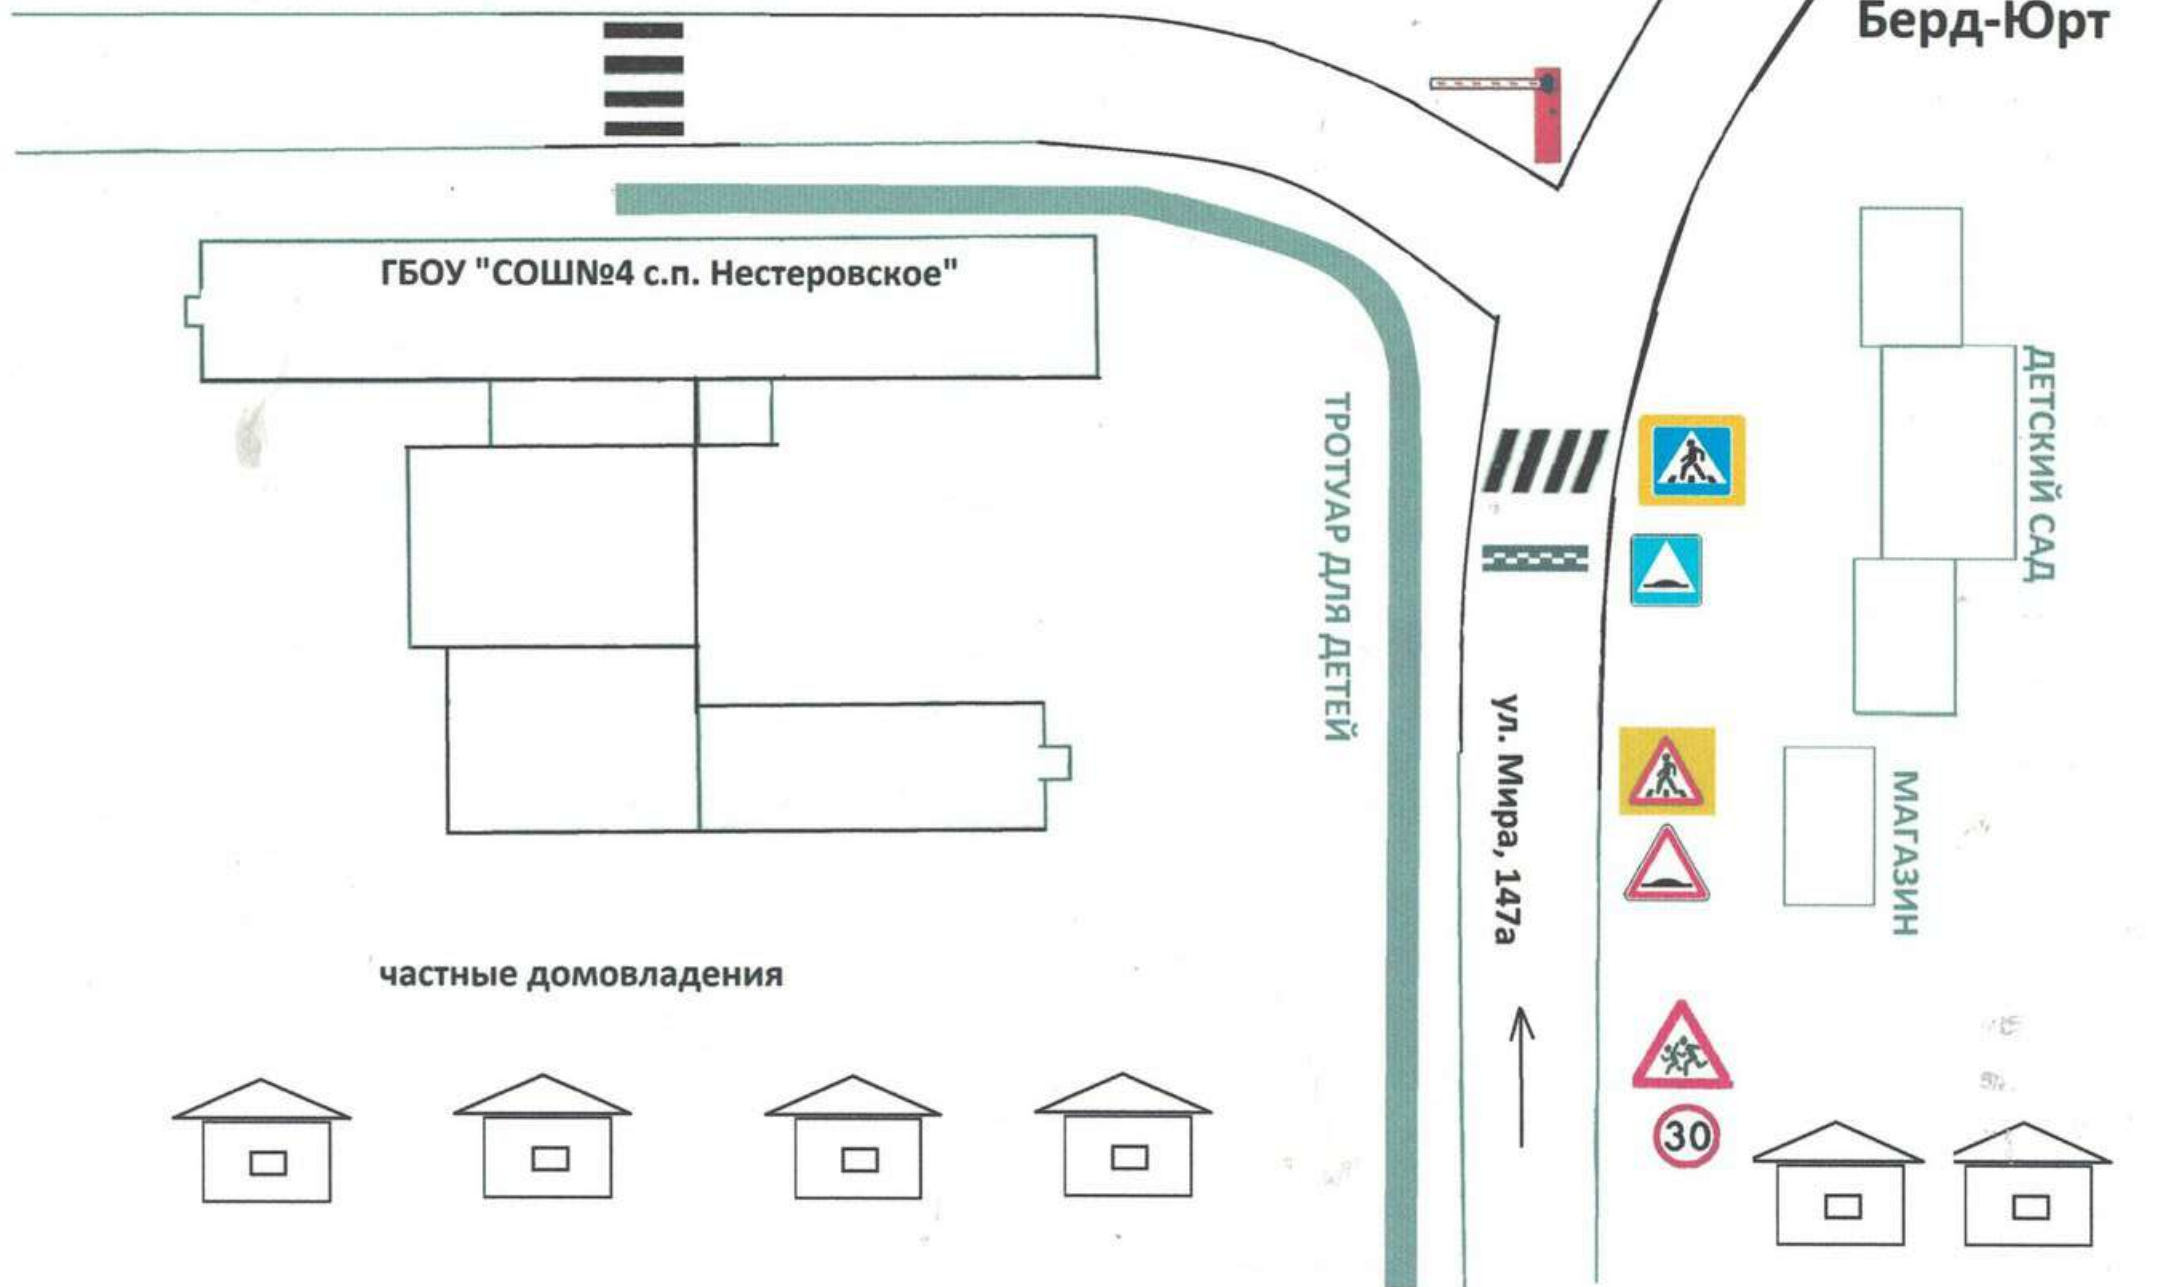 Берд-Юрт
ГБОУ "СОШ№4 с.п. Нестеровское"
ТРОТУАР ДЛЯ ДЕТЕЙ
ДЕТСКИЙ САД
ул. Мира, 147а
МАГАЗИН
частные домовладения
30